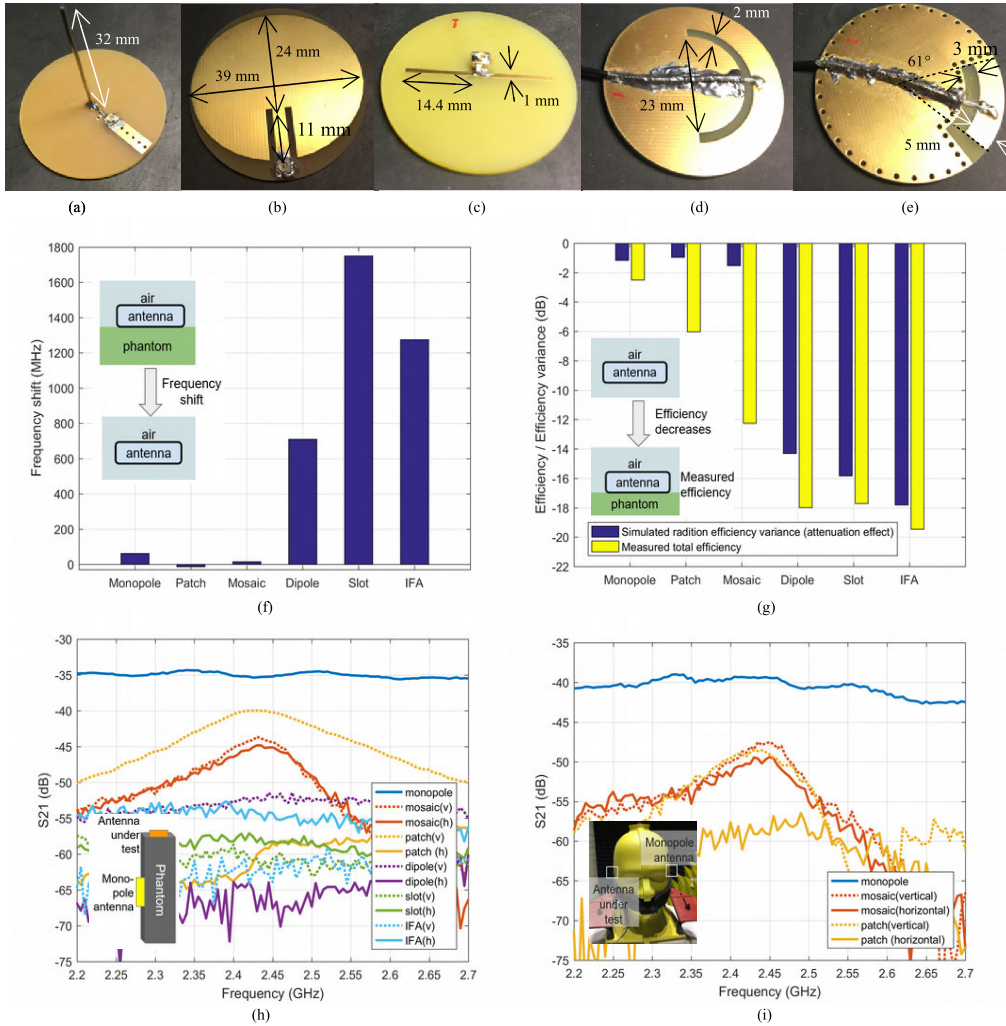 32 mm
24 mm
39 mm
11 mm
14.4 mm
1 mm
2 mm
23 mm
61°
3 mm
5 mm
(a)
(b)
(c)
(d)
(e)
1800
1600
1400
1200
1000
800
600
400
200
0
Frequency shift (MHz)
air
antenna
phantom
Frequency
shift
air
antenna
Monopole Patch Mosaic Dipole Slot IFA
(f)
0
-2
-4
-6
-8
-10
-12
-14
-16
-18
-20
-22
Efficiency / Efficiency variance (dB)
air
antenna
Efficiency
decreases
air
antenna
phantom
Measured
efficiency
Simulated radition efficiency variance (attenuation effect)
Measured total efficiency
Monopole Patch Mosaic Dipole Slot IFA
(g)
-30
-35
-40
-45
-50
-55
-60
-65
-70
-75
S21 (dB)
Antenna
under
test
Mono-
pole
antenna
Phantom
monopole
mosaic(v)
mosaic(h)
patch(v)
patch (h)
dipole(v)
dipole(h)
slot(v)
slot(h)
IFA(v)
IFA(h)
2.2 2.25 2.3 2.35 2.4 2.45 2.5 2.55 2.6 2.65 2.7
Frequency (GHz)
(h)
-35
-40
-45
-50
-55
-60
-65
-70
-75
S21 (dB)
Monopole
antenna
Antenna
under
test
monopole
mosaic(vertical)
mosaic(horizontal)
patch(vertical)
patch (horizontal)
2.2 2.25 2.3 2.35 2.4 2.45 2.5 2.55 2.6 2.65 2.7
Frequency (GHz)
(i)